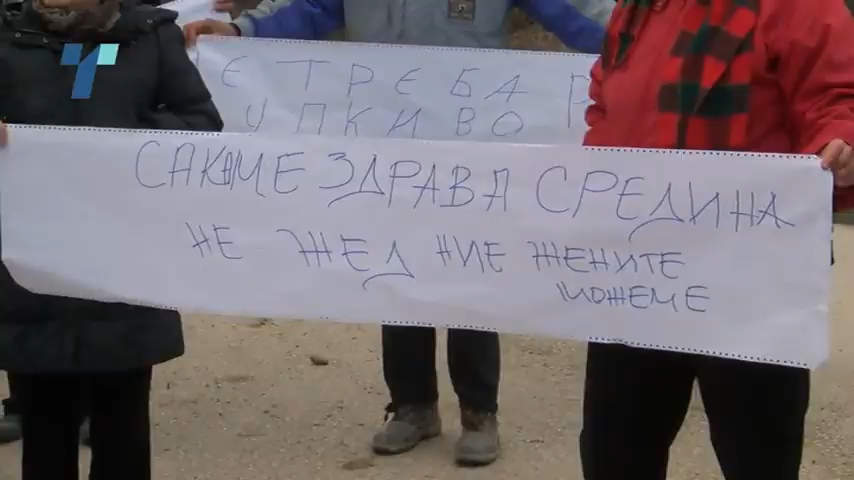 Е ТРЕБА
САКАМЕ ЗДРАВА СРЕДИНА
НЕ ЖЕД НИЕ ЖЕНИТЕ
МОЖЕМЕ